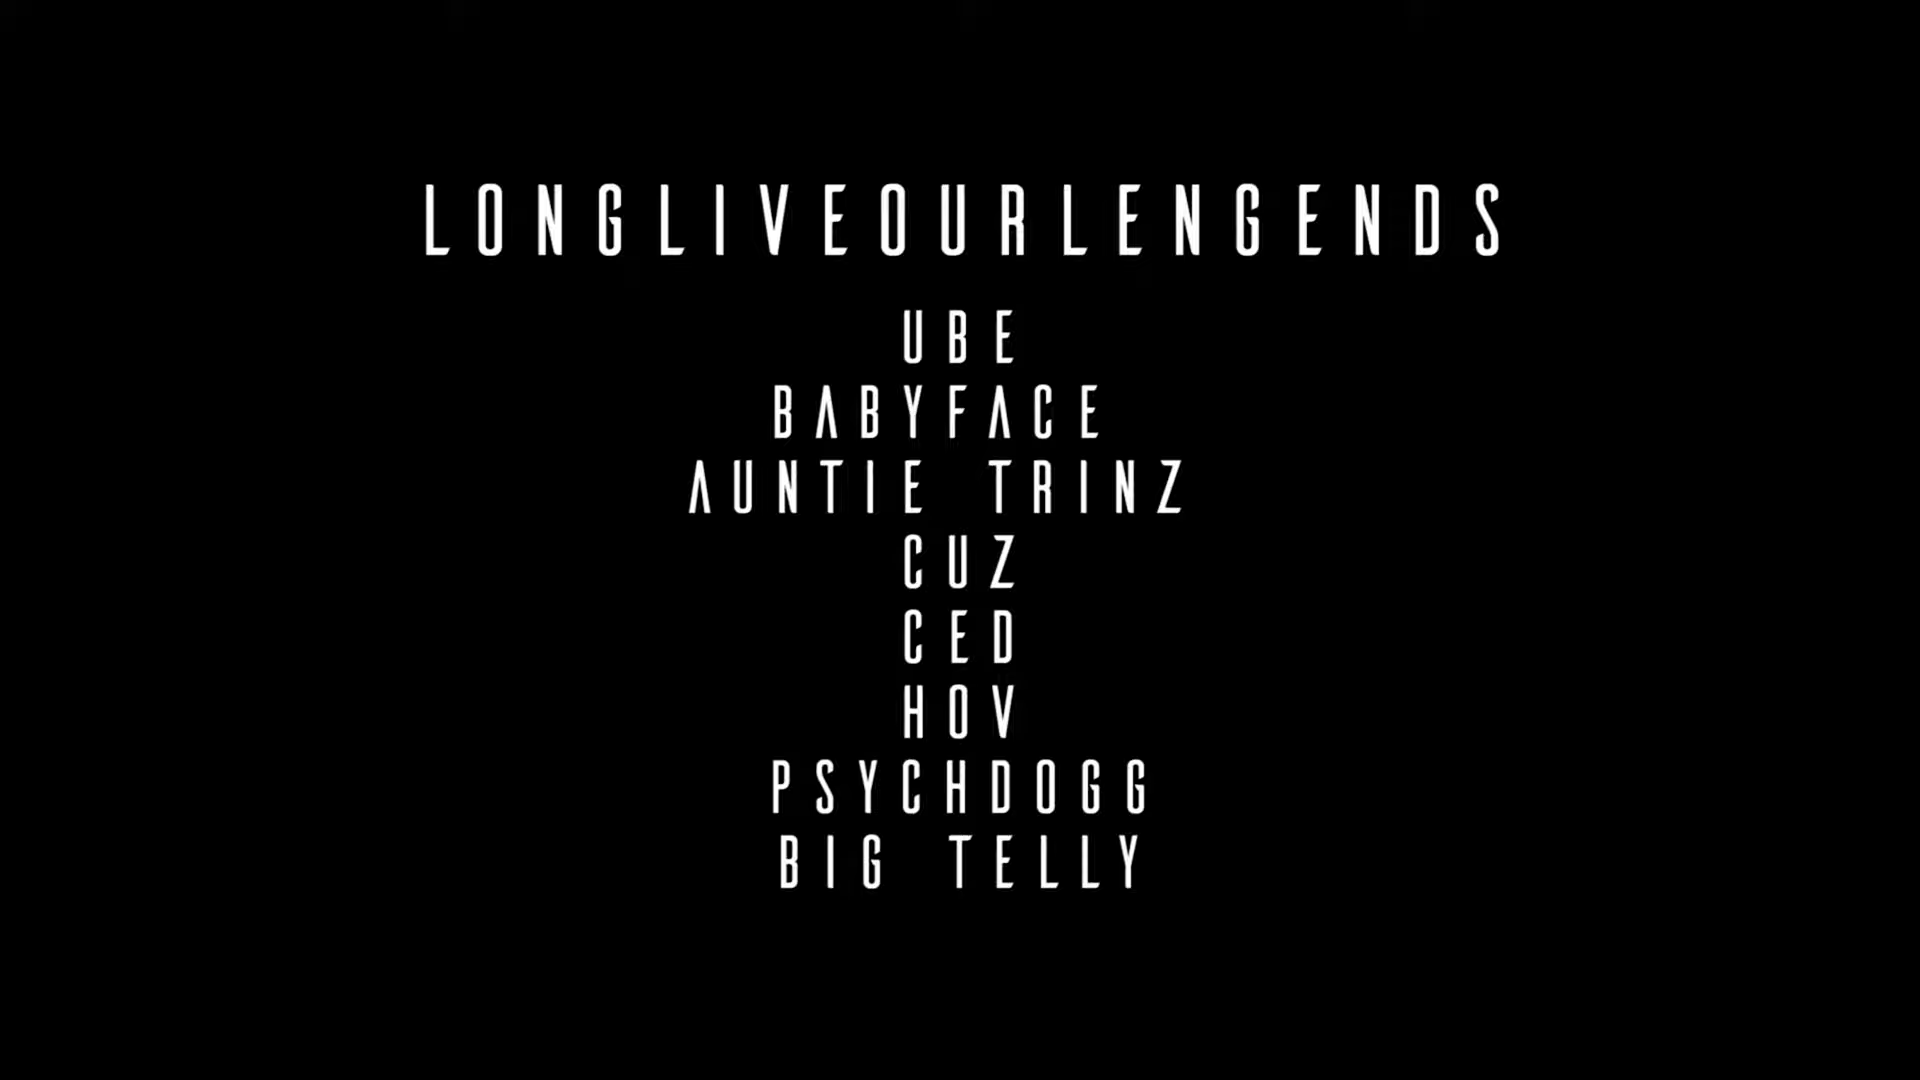 LONGLIVEOURLENGENDS
UBE
BABYFACE
AUNTIE TRINZ
CUZ
CED
HOV
PSYCHDOGG
BIG TELLY